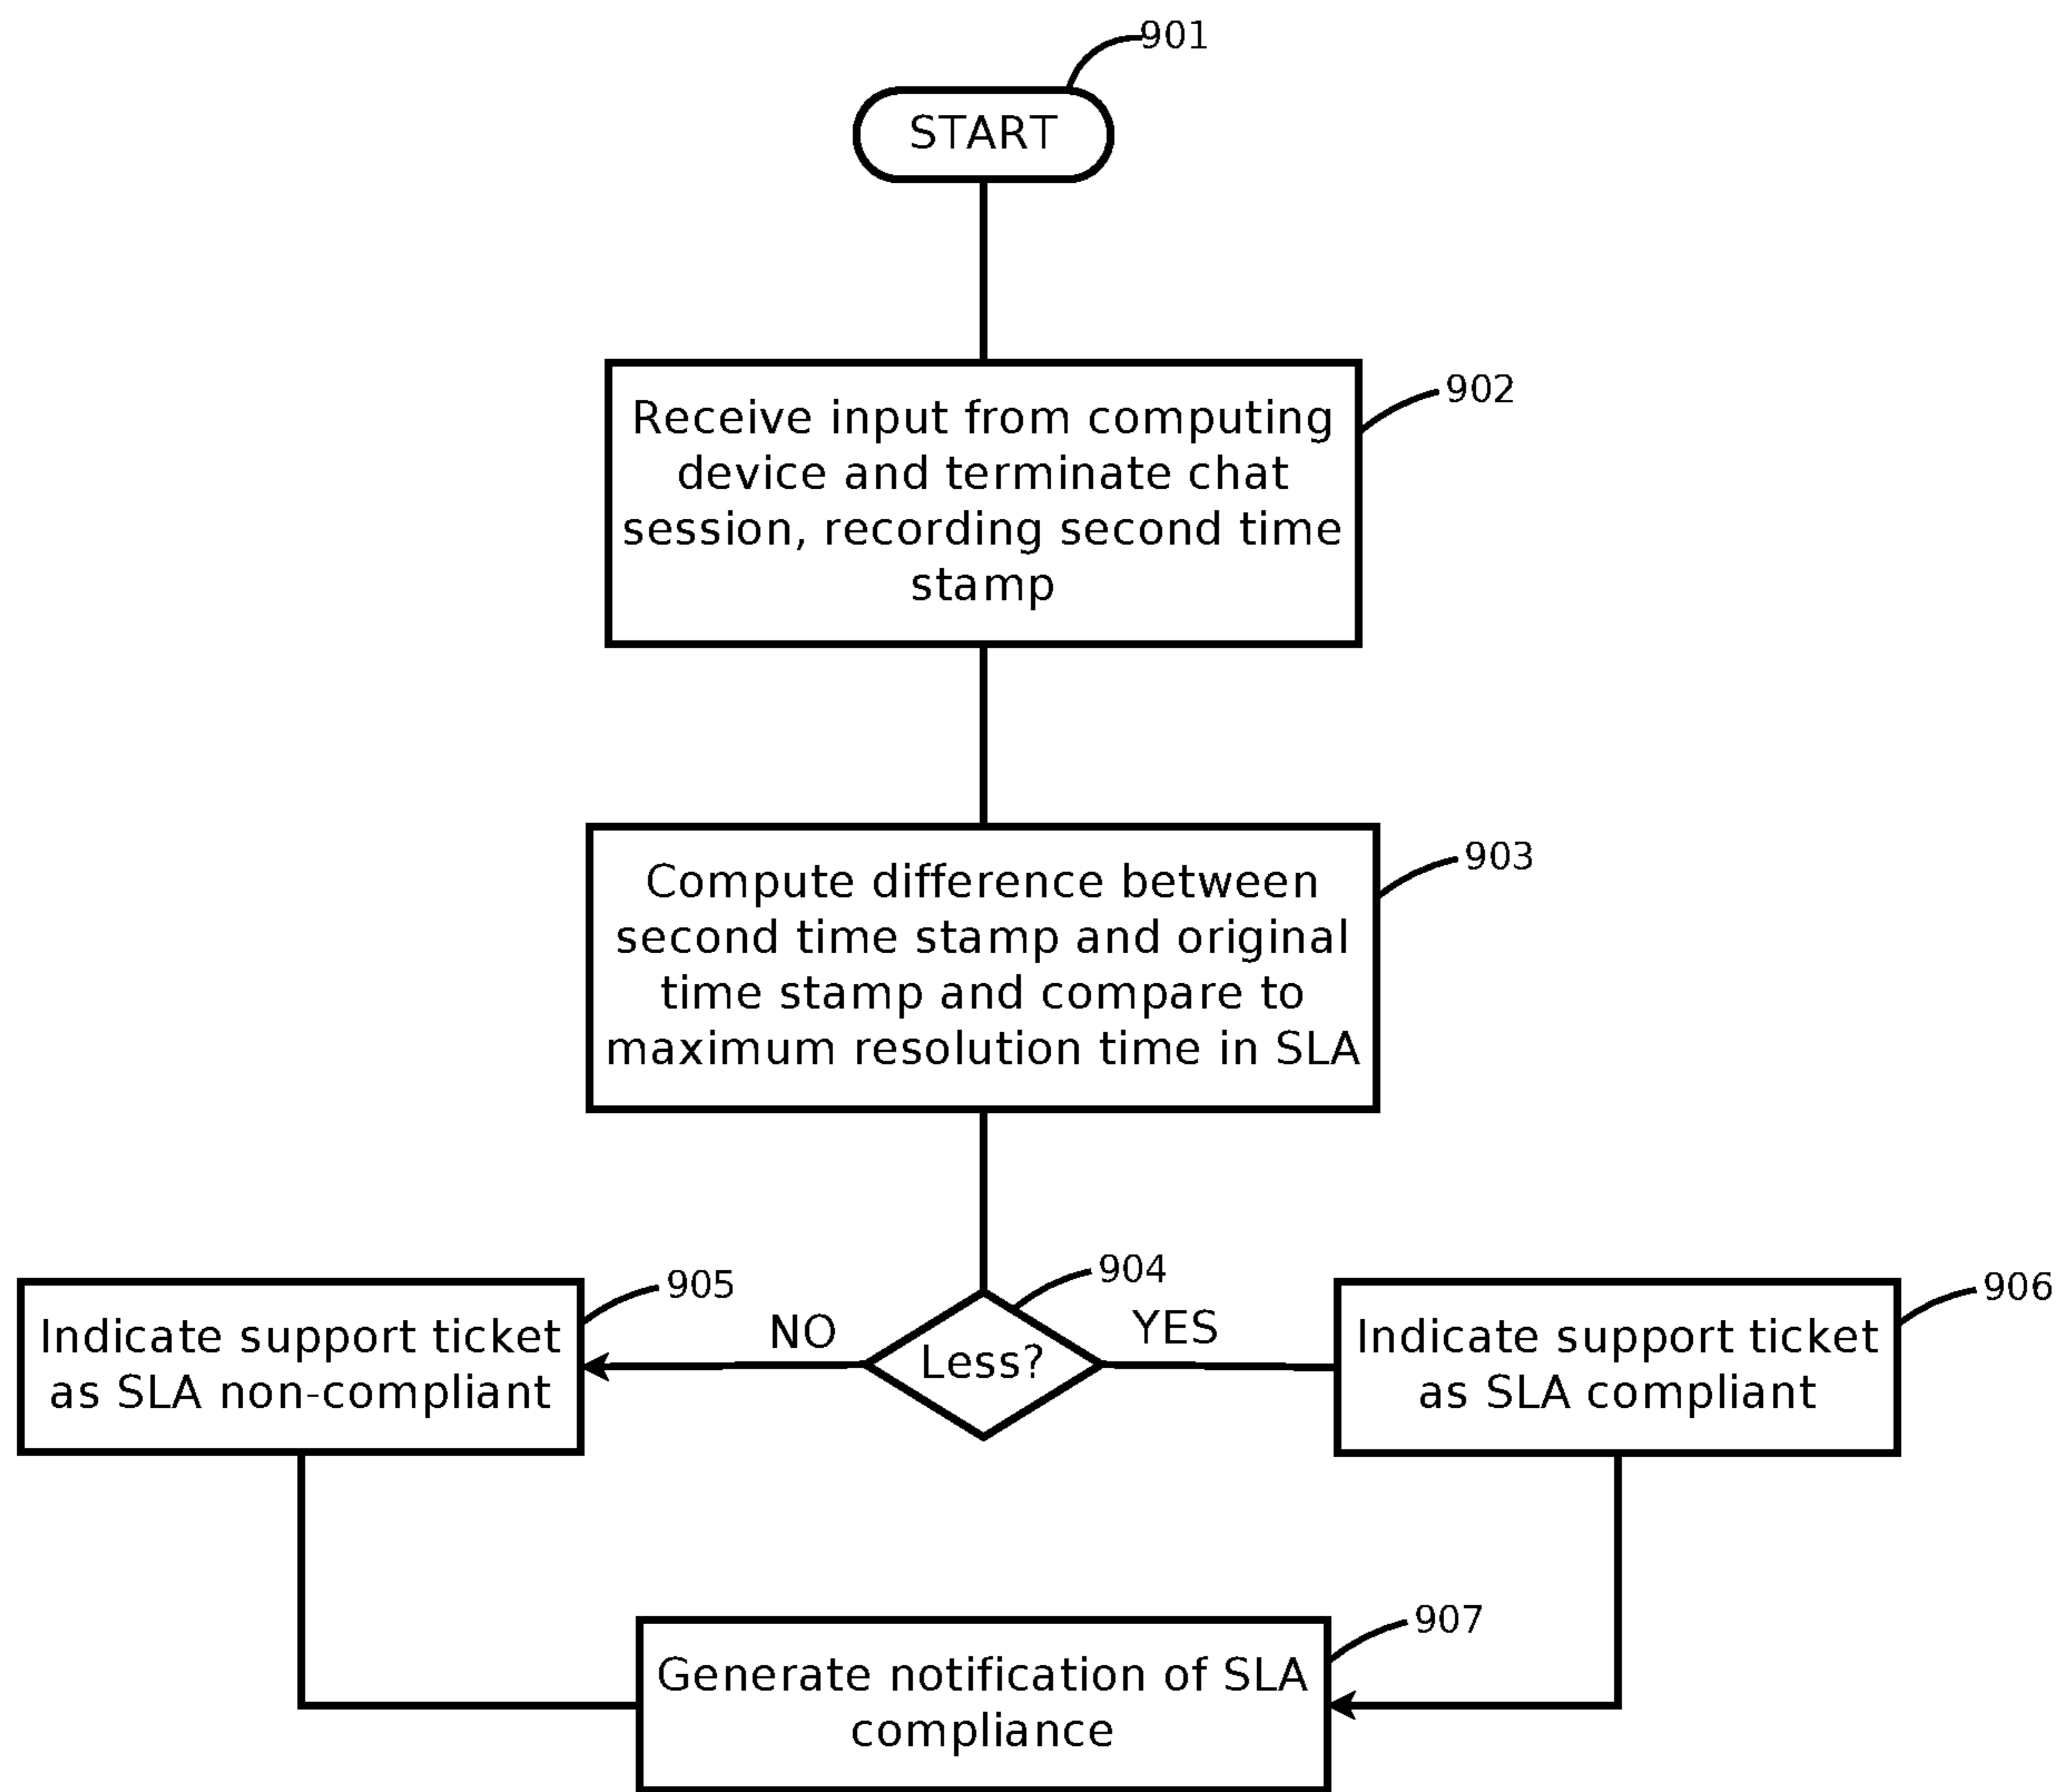 901
START
902
Receive input from computing
device and terminate chat
session, recording second time
stamp
903
Compute difference between
second time stamp and original
time stamp and compare to
maximum resolution time in SLA
904
Less?
NO
YES
905
Indicate support ticket
as SLA non-compliant
906
Indicate support ticket
as SLA compliant
907
Generate notification of SLA
compliance